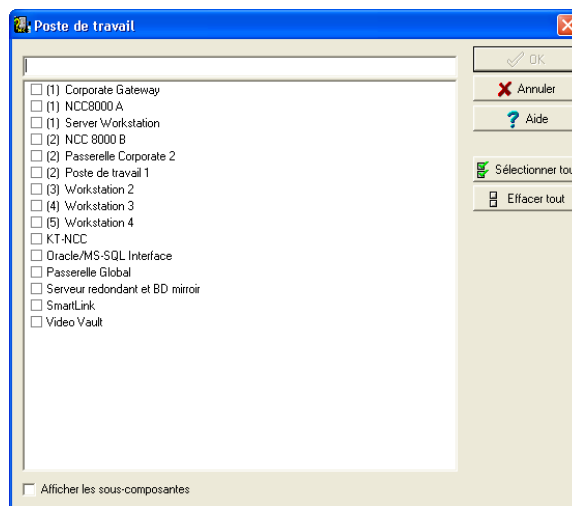 Poste de travail
OK
Annuler
Aide
Sélectionner tou
Effacer tout
(1) Corporate Gateway
(1) NCC8000 A
(1) Server Workstation
(2) NCC 8000 B
(2) Passerelle Corporate 2
(2) Poste de travail 1
(3) Workstation 2
(4) Workstation 3
(5) Workstation 4
KT-NCC
Oracle/MS-SQL Interface
Passerelle Global
Serveur redondant et BD mirroir
SmartLink
Video Vault
Afficher les sous-composantes